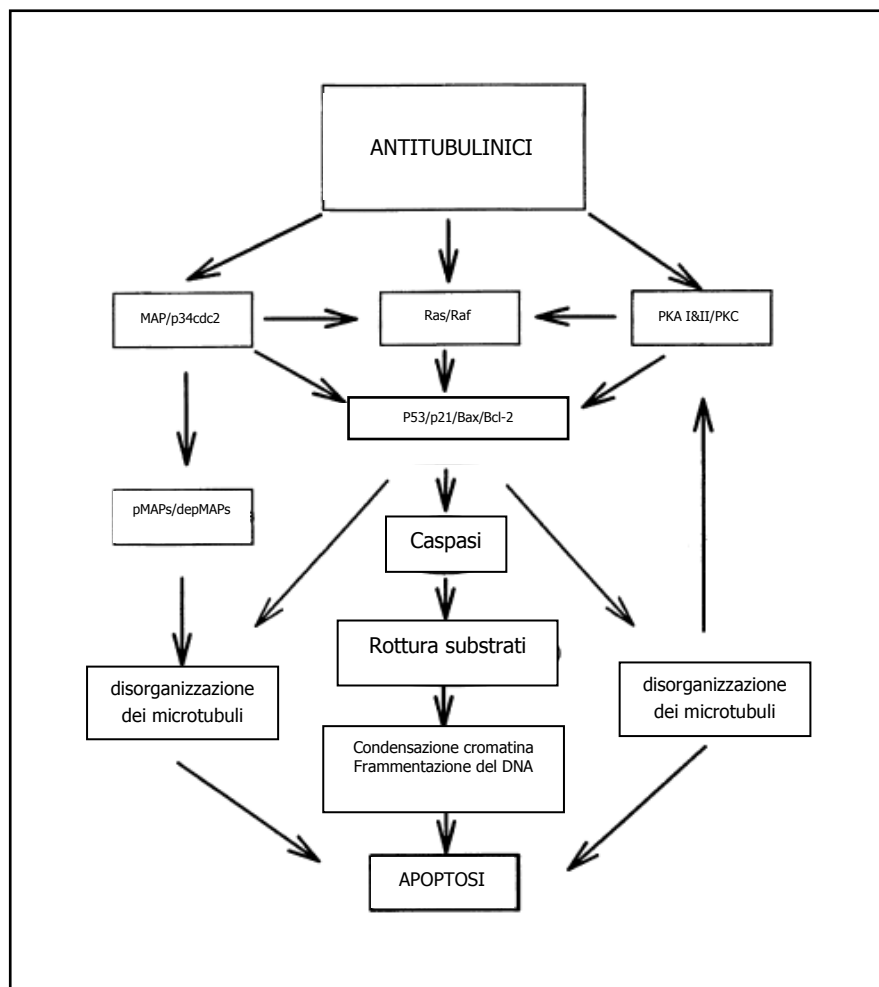 ANTITUBULINICI
MAP/p34cdc2
Ras/Raf
PKA I&II/PKC
P53/p21/Bax/Bcl-2
pMAPs/depMAPs
Caspasi
Rottura substrati
disorganizzazione
dei microtubuli
disorganizzazione
dei microtubuli
Condensazione cromatina
Frammentazione del DNA
APOPTOSI